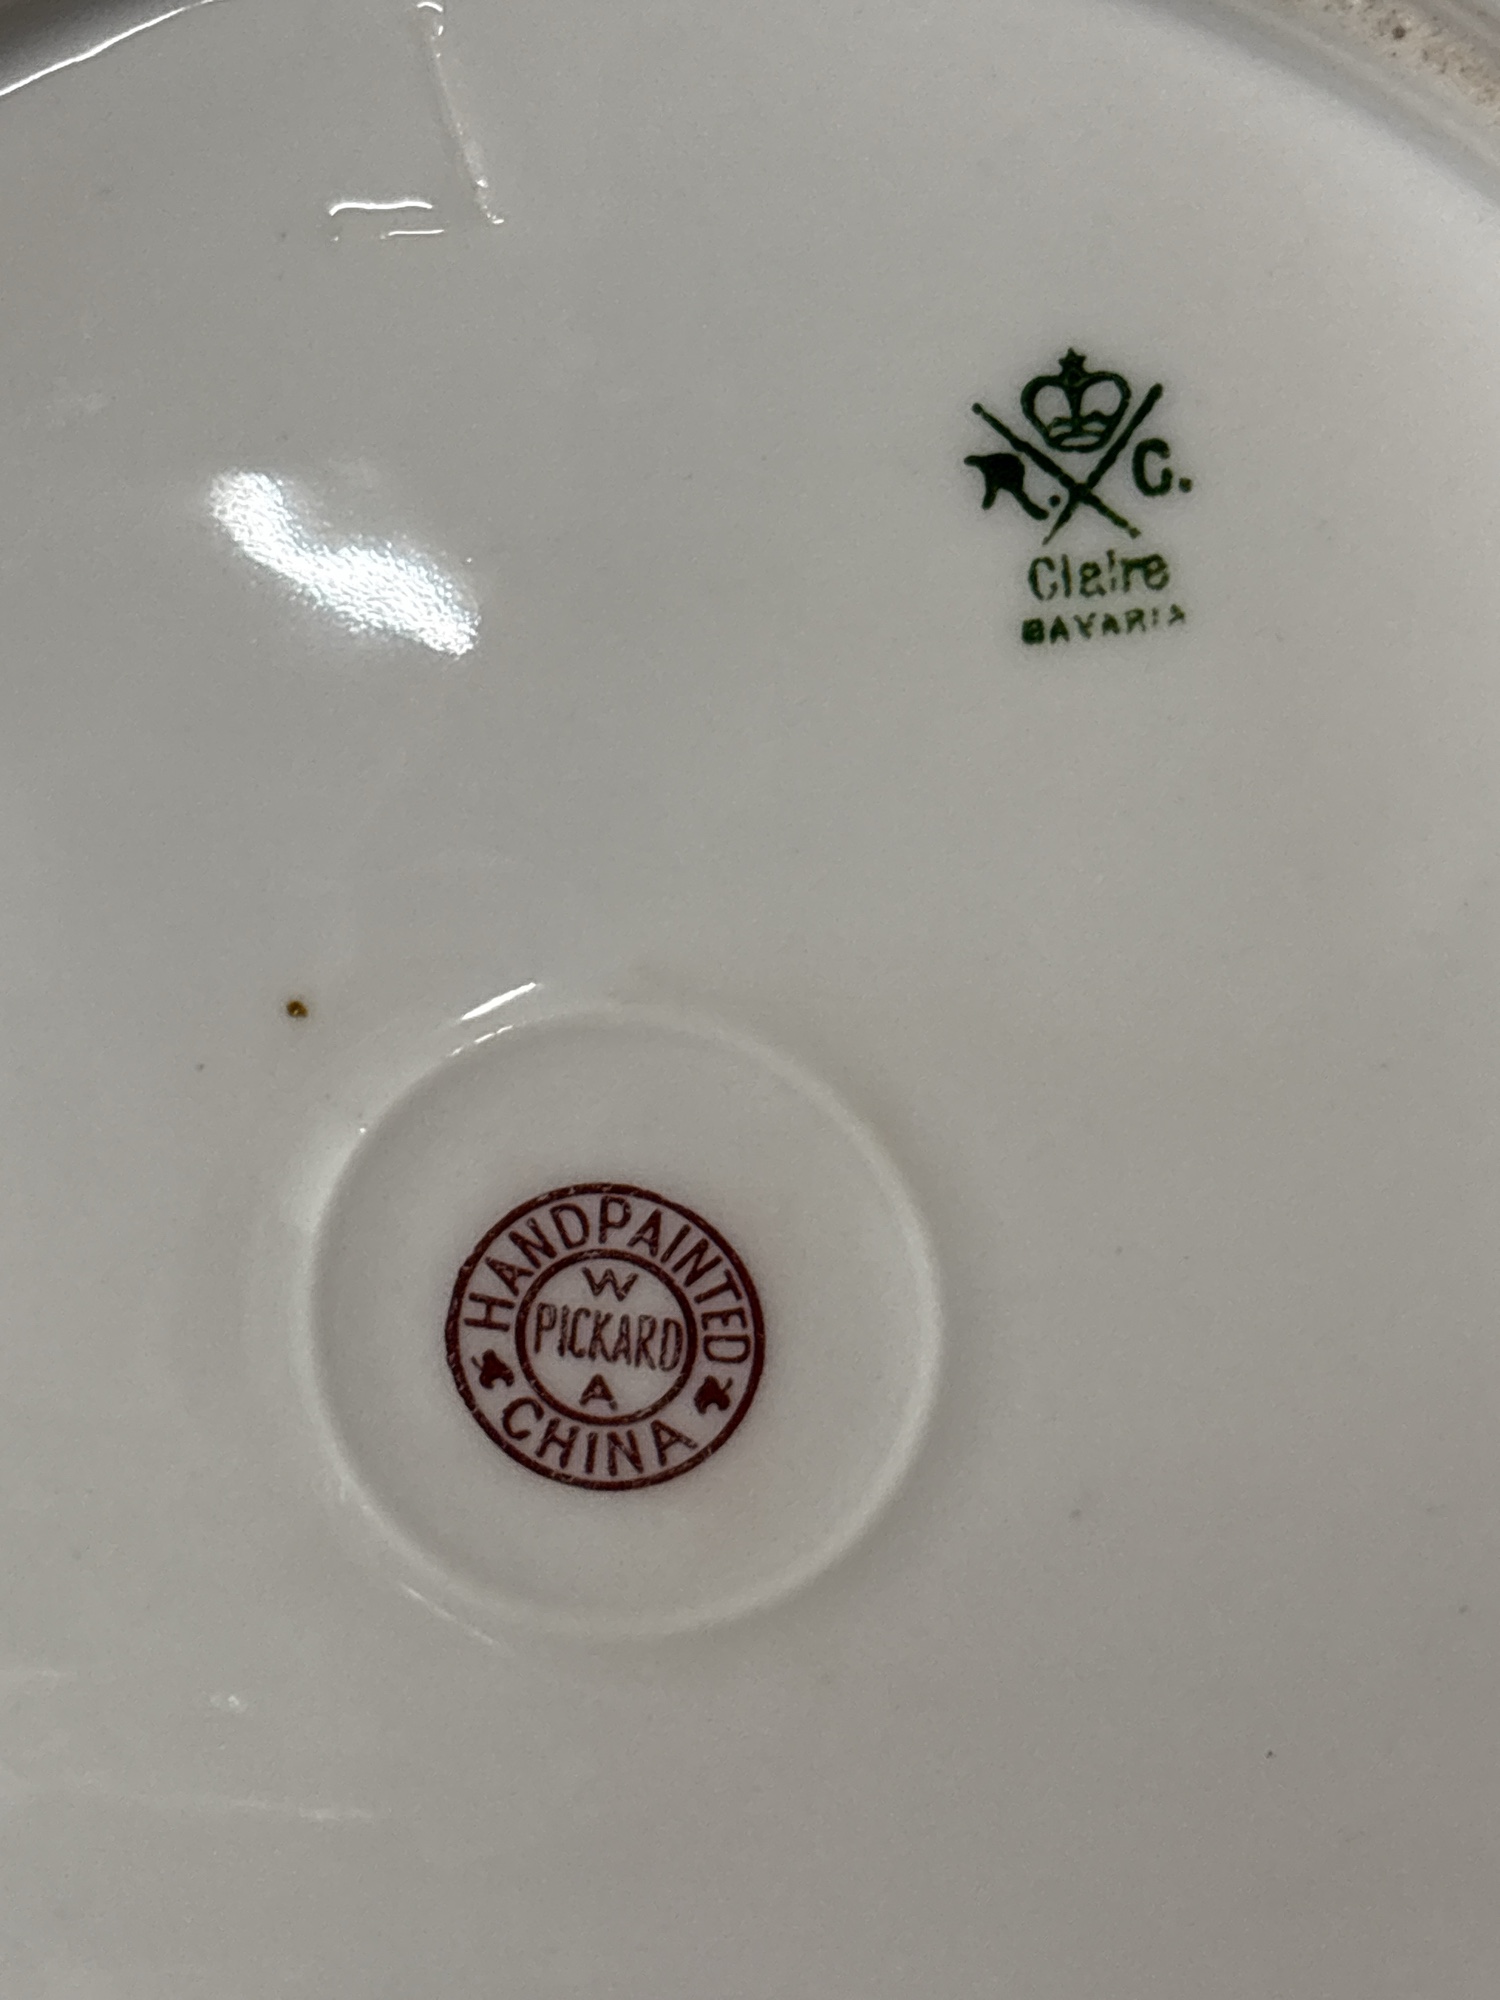 R. C.
Claire
BAVARIA
HANDPAINTED
W
PICKARD
A
CHINA